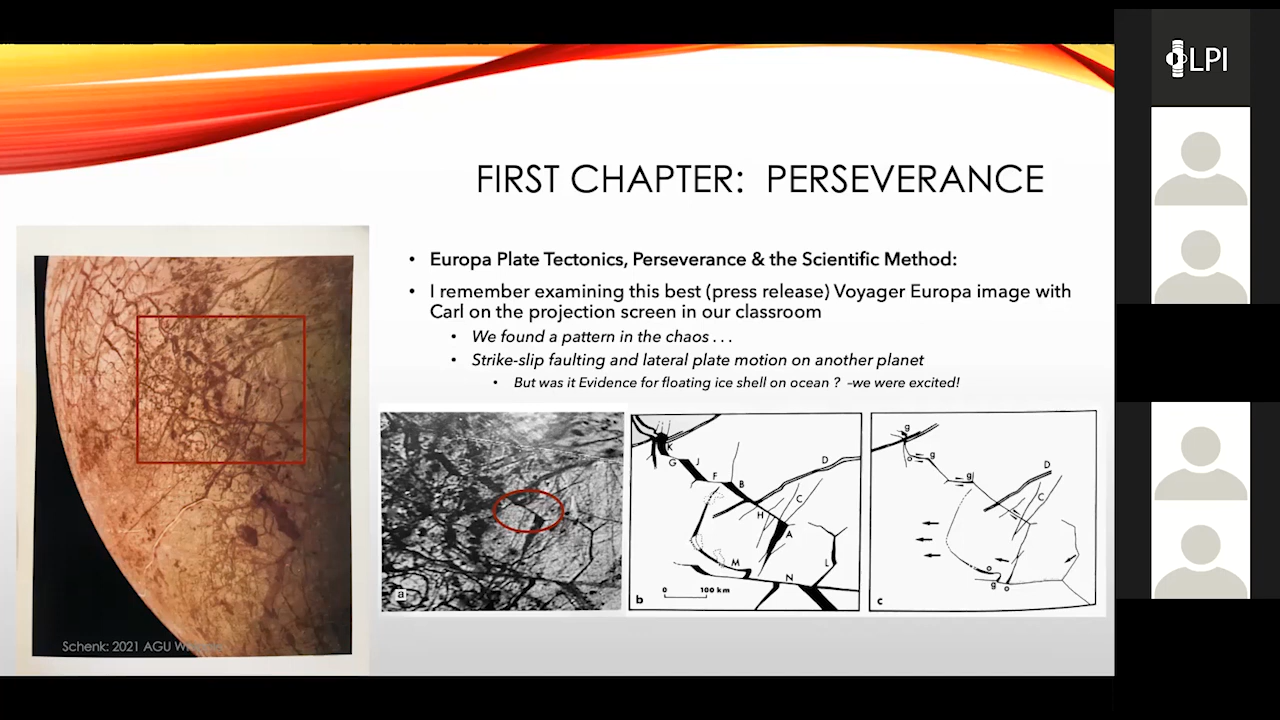 LPI
FIRST CHAPTER: PERSEVERANCE
• Europa Plate Tectonics, Perseverance & the Scientific Method:
• I remember examining this best (press release) Voyager Europa image with
Carl on the projection screen in our classroom
• We found a pattern in the chaos . . .
• Strike-slip faulting and lateral plate motion on another planet
• But was it Evidence for floating ice shell on ocean ? –we were excited!
Schenk: 2021 AGU
a
K
G
J
F
B
D
C
H
A
M
N
L
b
0 100 km
g
o
g
g
D
C
o
g
o
c